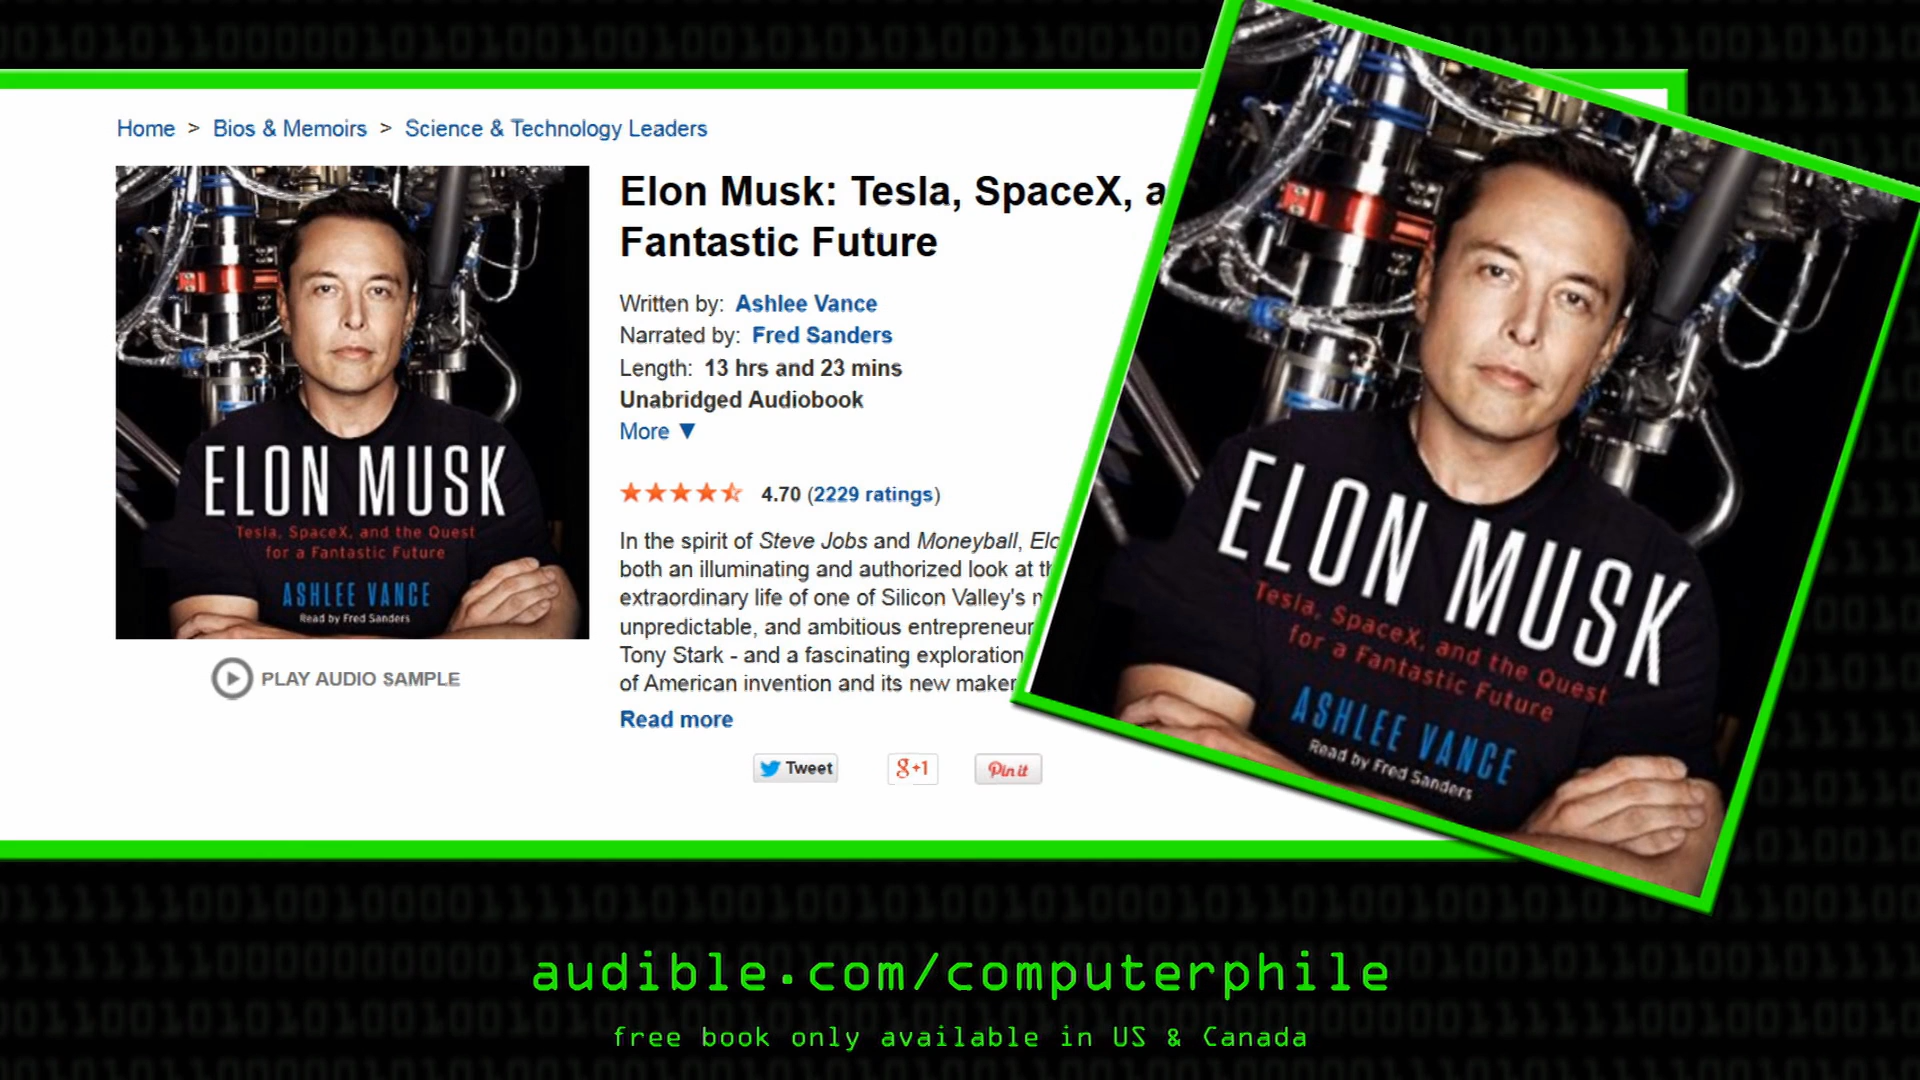 Home > Bios & Memoirs > Science & Technology Leaders
Elon Musk: Tesla, SpaceX, a
Fantastic Future
Written by: Ashlee Vance
Narrated by: Fred Sanders
Length: 13 hrs and 23 mins
Unabridged Audiobook
More ▼
4.70 (2229 ratings)
In the spirit of Steve Jobs and Moneyball, Elo
both an illuminating and authorized look at th
extraordinary life of one of Silicon Valley's
unpredictable, and ambitious entrepreneur
Tony Stark - and a fascinating exploration
of American invention and its new maker
Read more
Tweet
g+1
Pin it
ELON MUSK
Tesla, SpaceX, and the Quest
for a Fantastic Future
ASHLEE VANCE
Read by Fred Sanders
PLAY AUDIO SAMPLE
ELON MUSK
Tesla, SpaceX, and the Quest
for a Fantastic Future
ASHLEE VANCE
Read by Fred Sanders
audible.com/computerphile
free book only available in US & Canada